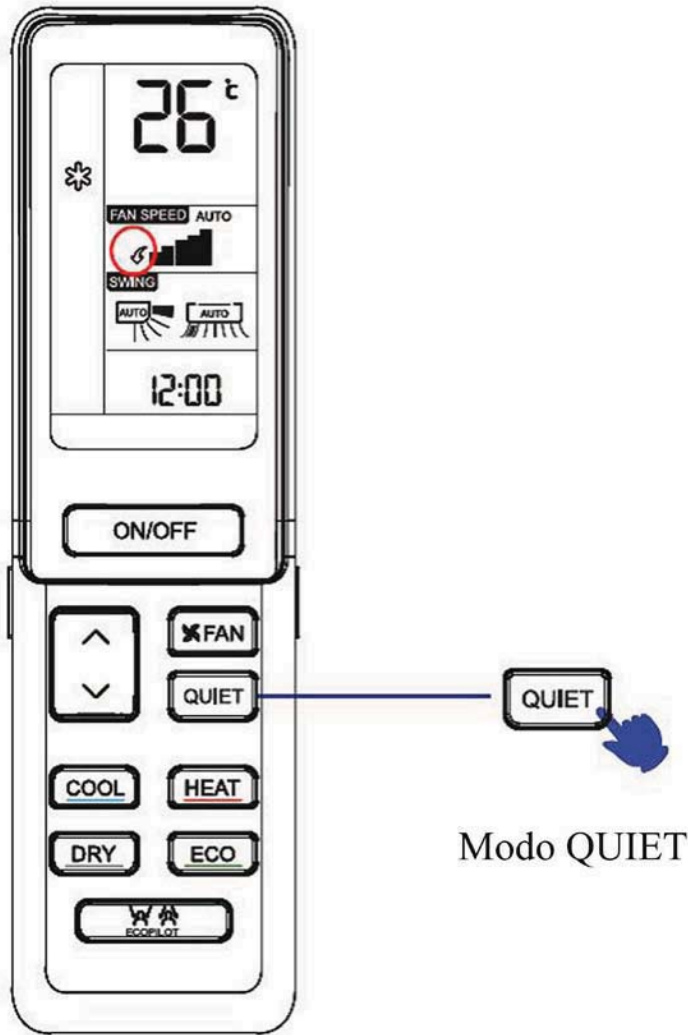 26 °c
FAN SPEED AUTO
SWING
AUTO AUTO
12:00
ON/OFF
FAN
QUIET
QUIET
COOL HEAT
DRY ECO
ECOPILOT
Modo QUIET